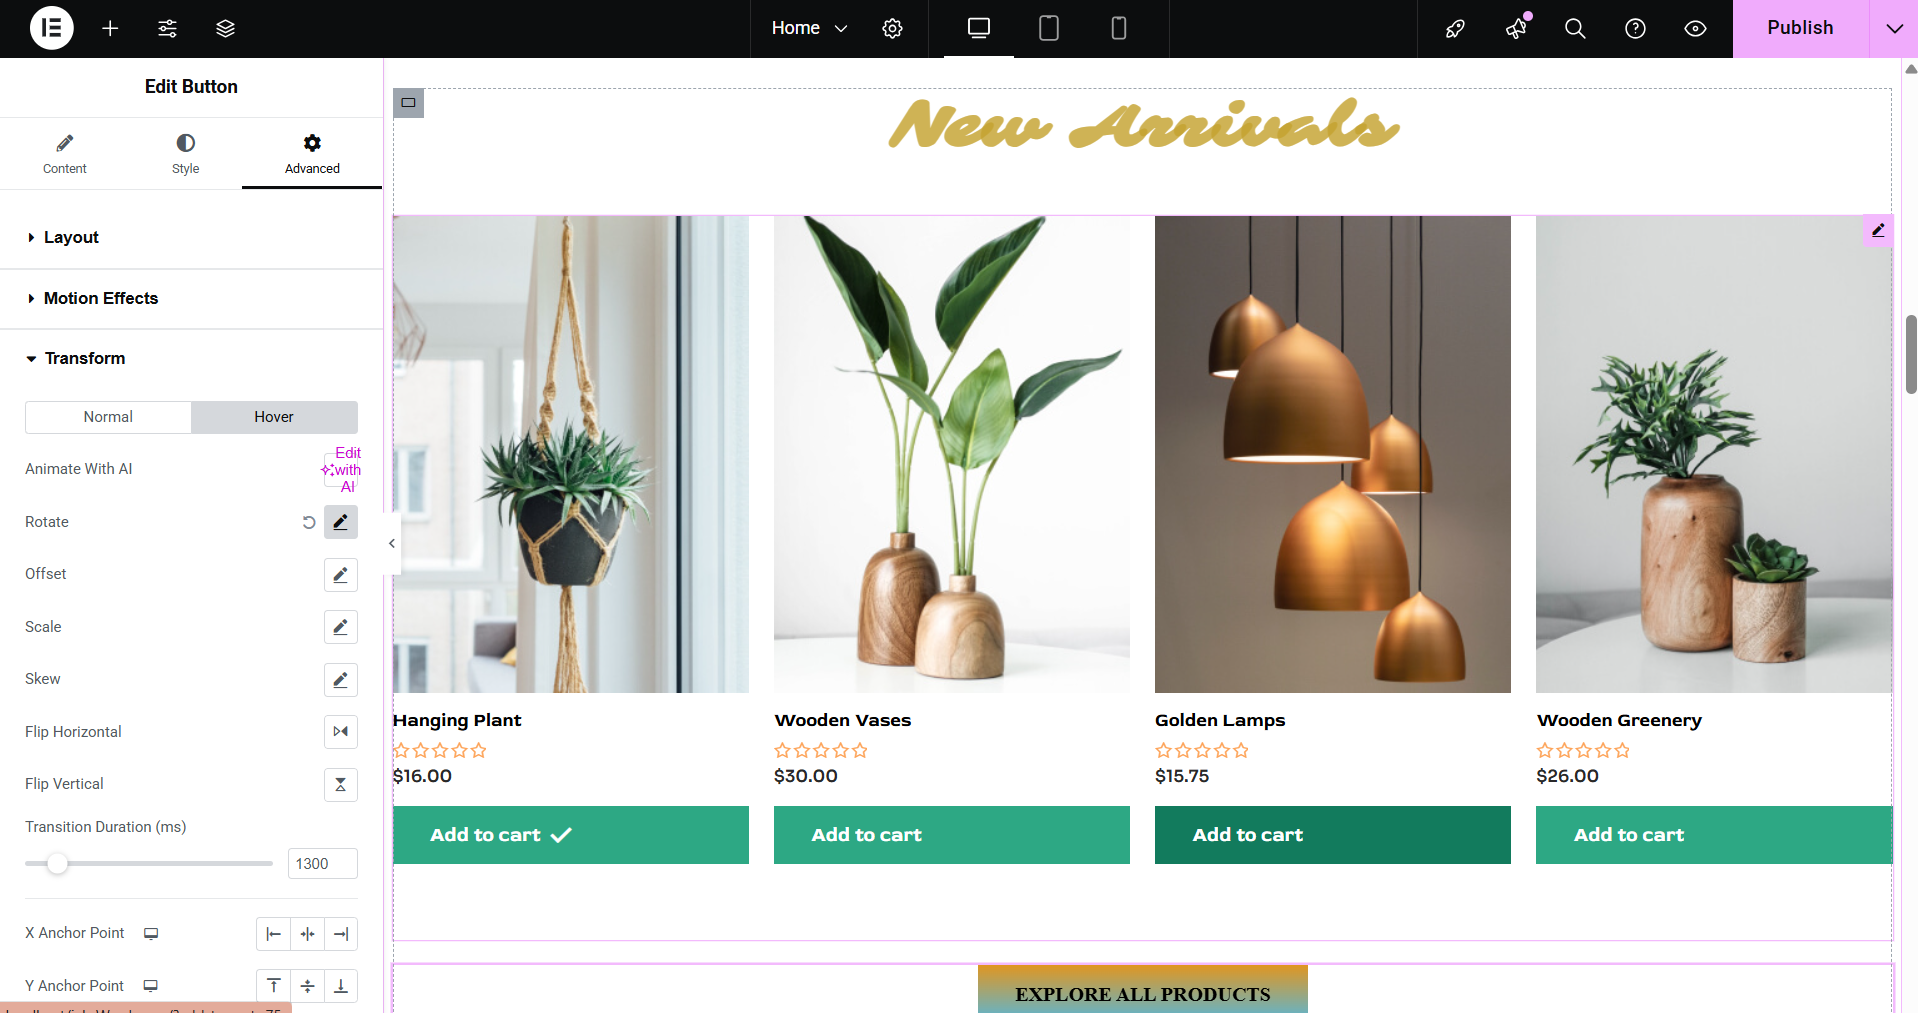 Home
Publish
Edit Button
Content
Style
Advanced
Layout
Motion Effects
Transform
Normal
Hover
Animate With AI
Edit with AI
Rotate
Offset
Scale
Skew
Flip Horizontal
Flip Vertical
Transition Duration (ms)
1300
X Anchor Point
Y Anchor Point
New Arrivals
Hanging Plant
$16.00
Add to cart
Wooden Vases
$30.00
Add to cart
Golden Lamps
$15.75
Add to cart
Wooden Greenery
$26.00
Add to cart
EXPLORE ALL PRODUCTS